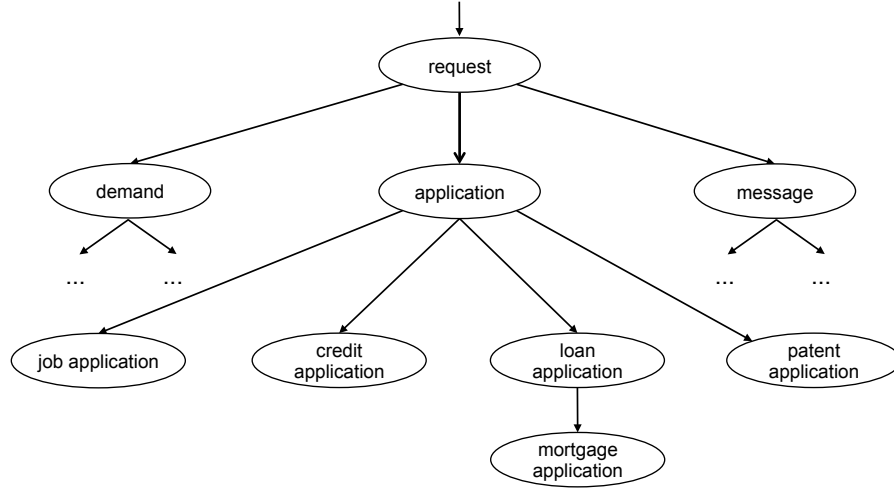 request
demand
application
message
...
...
...
...
job application
credit
application
loan
application
patent
application
mortgage
application